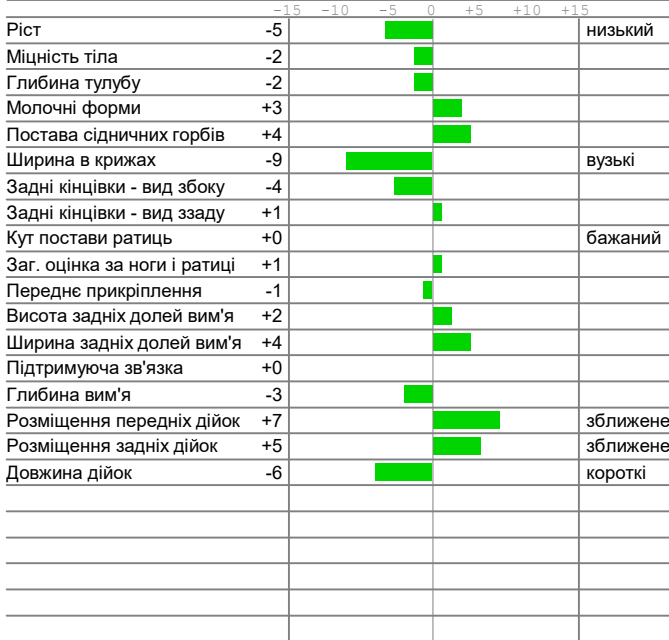 -15 -10 -5 0 +5 +10 +15
Ріст -5 низький
Міцність тіла -2
Глибина тулубу -2
Молочні форми +3
Постава сідничних горбів +4
Ширина в крижах -9 вузькі
Задні кінцівки - вид збоку -4
Задні кінцівки - вид ззаду +1
Кут постави ратиць +0 бажаний
Заг. оцінка за ноги і ратиці +1
Переднє прикріплення -1
Висота задніх долей вим'я +2
Ширина задніх долей вим'я +4
Підтримуюча зв'язка +0
Глибина вим'я -3
Розміщення передніх дійок +7 зближене
Розміщення задніх дійок +5 зближене
Довжина дійок -6 короткі